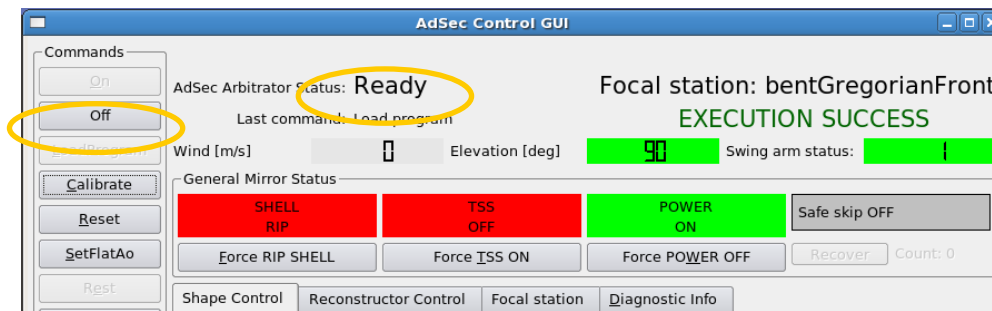 AdSec Control GUI
Commands
On
Off
LoadProgram
Calibrate
Reset
SetFlatAo
Rest
AdSec Arbitrator Status: Ready
Focal station: bentGregorianFront
Last command: Load program
EXECUTION SUCCESS
Wind [m/s] 0 Elevation [deg] 90 Swing arm status: 1
General Mirror Status
SHELL
RIP
TSS
OFF
POWER
ON
Safe skip OFF
Force RIP SHELL
Force TSS ON
Force POWER OFF
Recover
Count: 0
Shape Control
Reconstructor Control
Focal station
Diagnostic Info